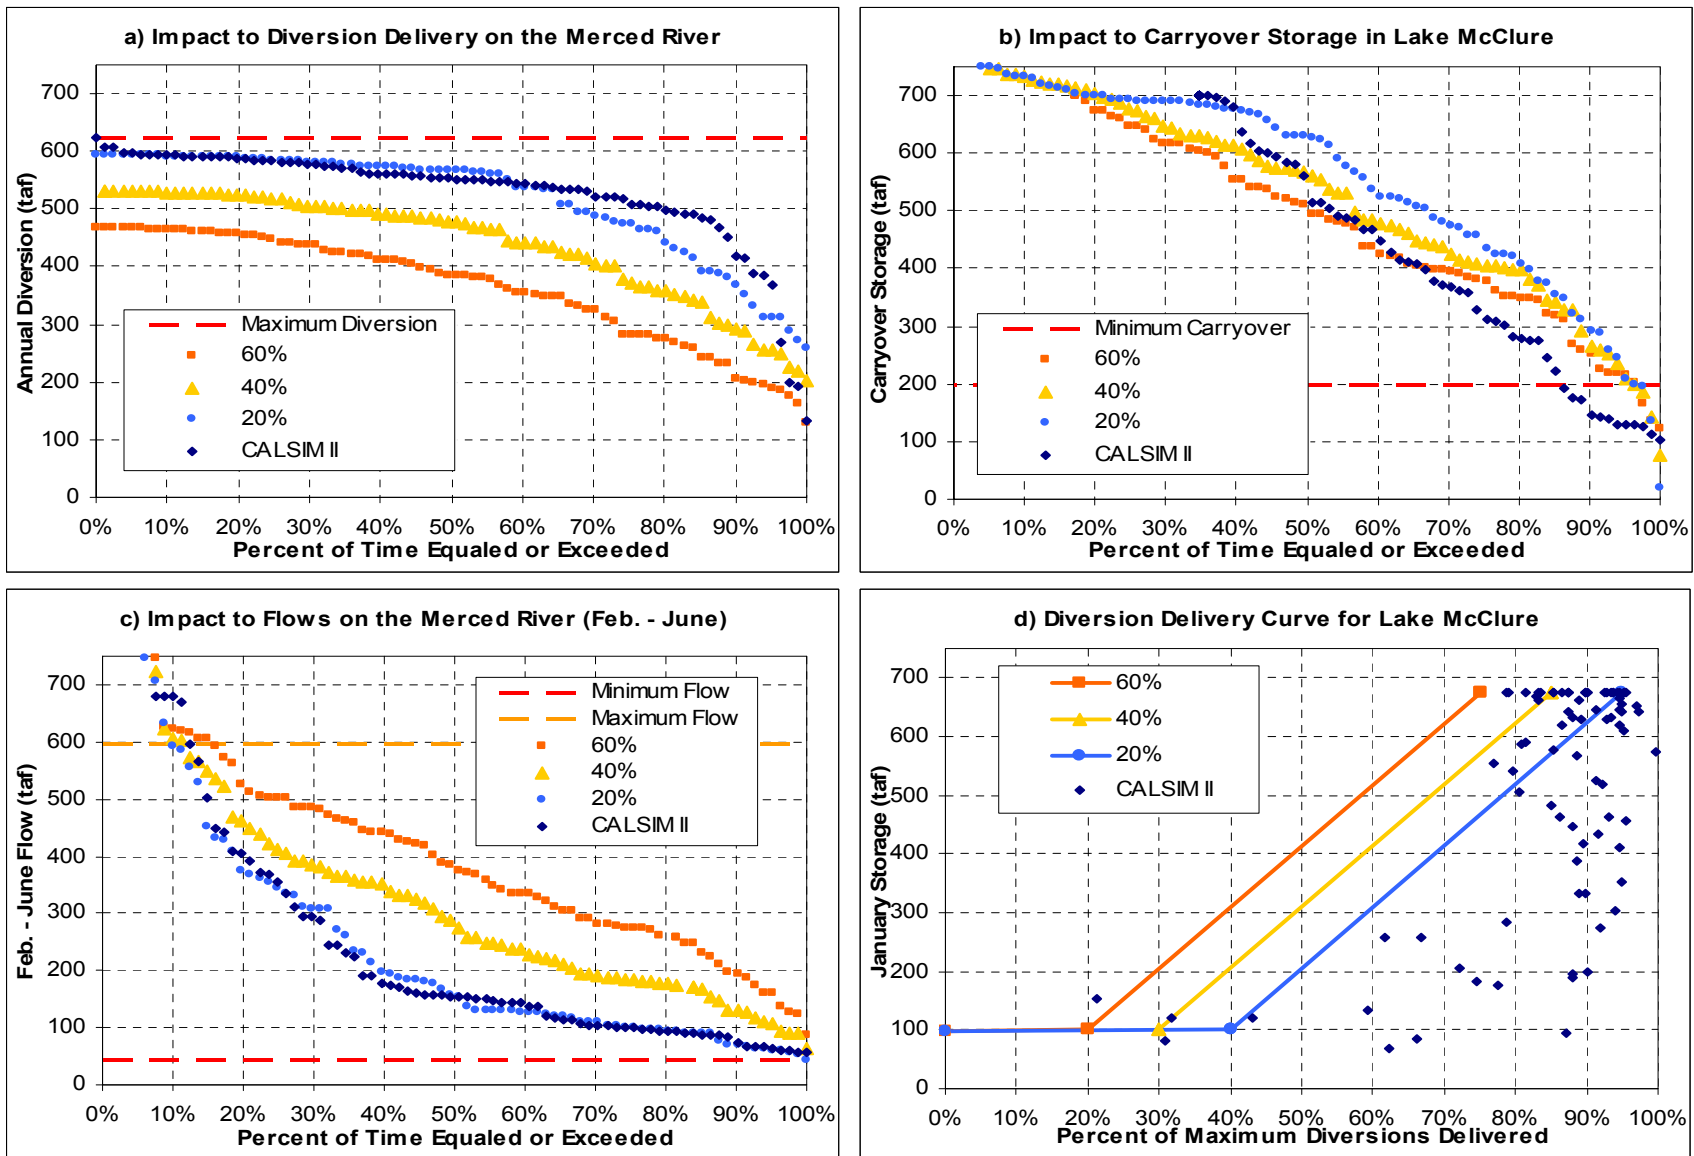 a) Impact to Diversion Delivery on the Merced River
Annual Diversion (taf)
700
600
500
400
300
200
100
0
Maximum Diversion
60%
40%
20%
CALSIM II
0% 10% 20% 30% 40% 50% 60% 70% 80% 90% 100%
Percent of Time Equaled or Exceeded
b) Impact to Carryover Storage in Lake McClure
Carryover Storage (taf)
700
600
500
400
300
200
100
0
Minimum Carryover
60%
40%
20%
CALSIM II
0% 10% 20% 30% 40% 50% 60% 70% 80% 90% 100%
Percent of Time Equaled or Exceeded
c) Impact to Flows on the Merced River (Feb. - June)
Feb. - June Flow (taf)
700
600
500
400
300
200
100
0
Minimum Flow
Maximum Flow
60%
40%
20%
CALSIM II
0% 10% 20% 30% 40% 50% 60% 70% 80% 90% 100%
Percent of Time Equaled or Exceeded
d) Diversion Delivery Curve for Lake McClure
January Storage (taf)
700
600
500
400
300
200
100
0
60%
40%
20%
CALSIM II
0% 10% 20% 30% 40% 50% 60% 70% 80% 90% 100%
Percent of Maximum Diversions Delivered